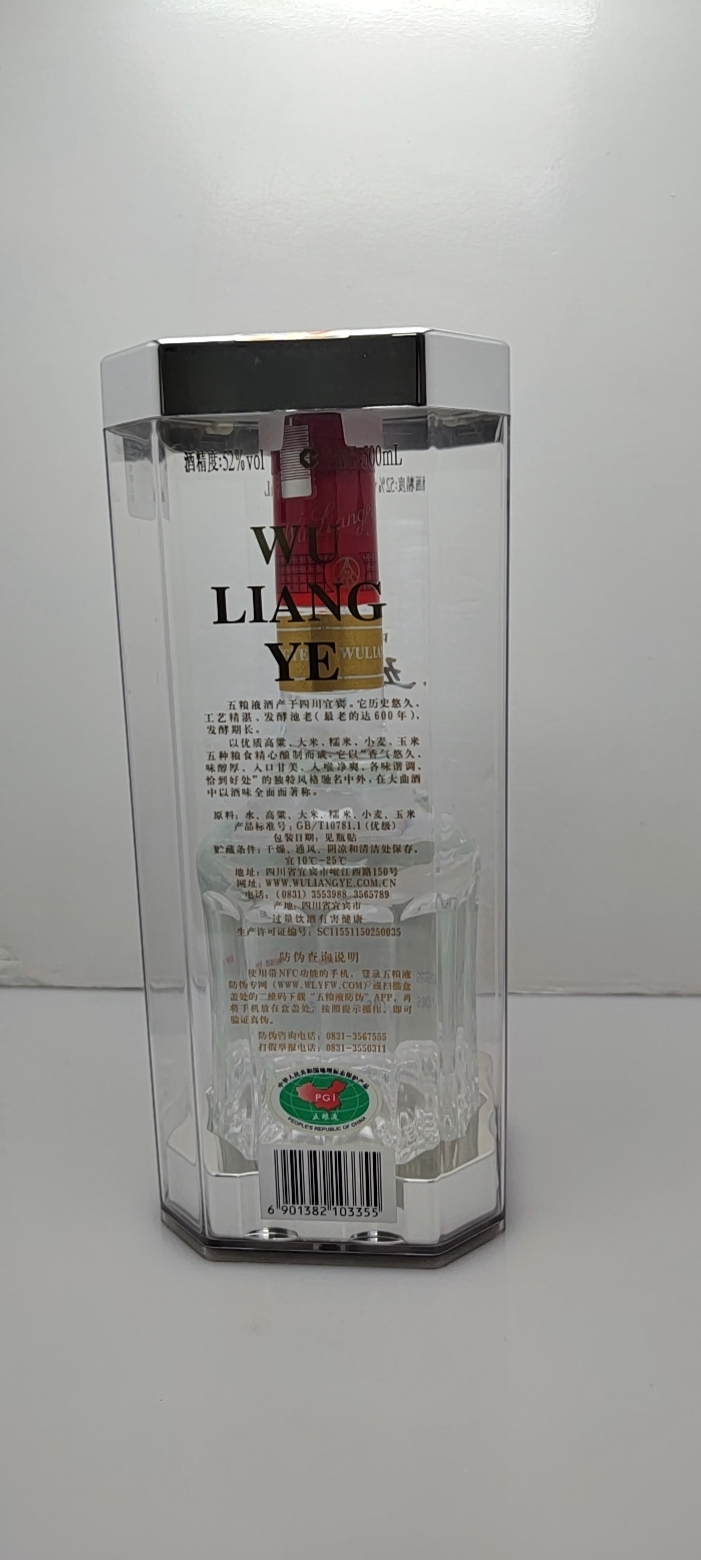 酒精度:52%vol 500mL
WU
LIANG
YE
WULIA
五粮液酒产于四川宜宾。它历史悠久、
工艺精湛、发酵池老(最老的达600年)、
发酵期长。
以优质高粱、大米、糯米、小麦、玉米
五种粮食精心酿制而成。它以“香气悠久、
味醇厚、入口甘美、入喉净爽、各味谐调、
恰到好处”的独特风格驰名中外,在大曲酒
中以酒味全面而著称。
原料:水、高粱、大米、糯米、小麦、玉米
产品标准号:GB/T10781.1(优级)
包装日期:见瓶贴
贮藏条件:干燥、通风、阴凉和清洁处保存。
宜10℃-25℃
地址:四川省宜宾市岷江西路150号
网址:WWW.WULIANGYE.COM.CN
电话:(0831)3553988 3565789
产地:四川省宜宾市
过量饮酒有害健康
生产许可证编号:SC11551150250035
防伪查询说明
使用带NFC功能的手机,登录五粮液
防伪专网(WWW.WLYFW.COM)或扫描盒
盖处的二维码下载“五粮液防伪”APP,再
将手机放在盒盖处,按照提示操作,即可
验证真伪。
防伪咨询电话:0831-3567555
打假举报电话:0831-3550311
中华人民共和国地理标志保护产品
PGI
五粮液
PEOPLE'S REPUBLIC OF CHINA
6 901382 103355